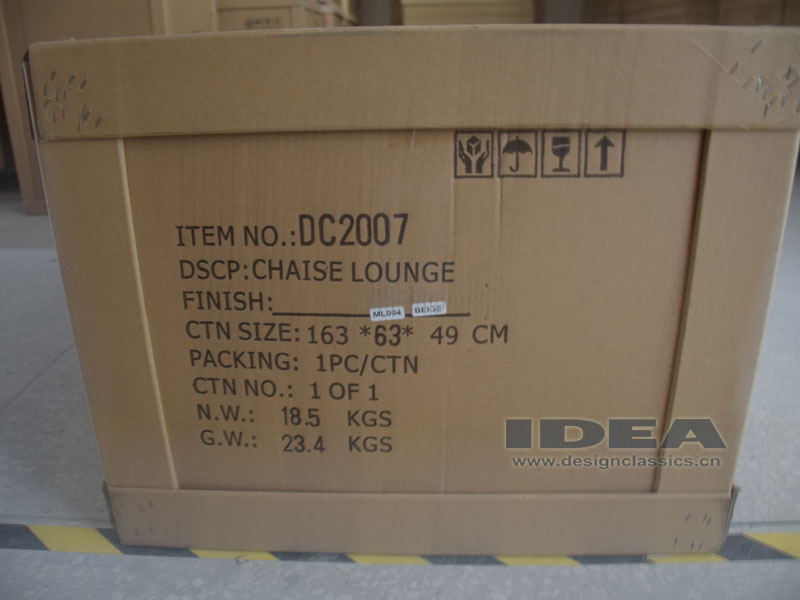 ITEM NO.:DC2007
DSCP:CHAISE LOUNGE
FINISH: ML004 BEIGE
CTN SIZE: 163 *63* 49 CM
PACKING: 1PC/CTN
CTN NO.: 1 OF 1
N.W.: 18.5 KGS
G.W.: 23.4 KGS
IDEA
www.designclassics.cn